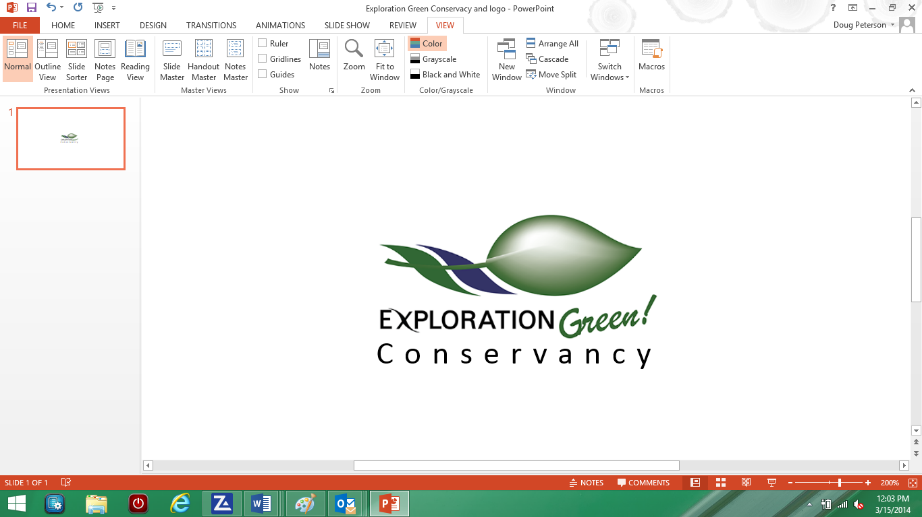 Exploration Green Conservacy and logo - PowerPoint
?
Doug Peterson
FILE HOME INSERT DESIGN TRANSITIONS ANIMATIONS SLIDE SHOW REVIEW VIEW
Normal Outline View Slide Sorter Notes Page Reading View
Presentation Views
Slide Master Handout Master Notes Master
Master Views
Ruler
Gridlines
Guides
Notes
Show
Zoom Fit to Window
Zoom
Color
Grayscale
Black and White
Color/Grayscale
New Window
Arrange All
Cascade
Move Split
Switch Windows
Window
Macros
Macros
1
EXPLORATION Green!
Conservancy
SLIDE 1 OF 1
NOTES COMMENTS 200%
12:03 PM
3/15/2014